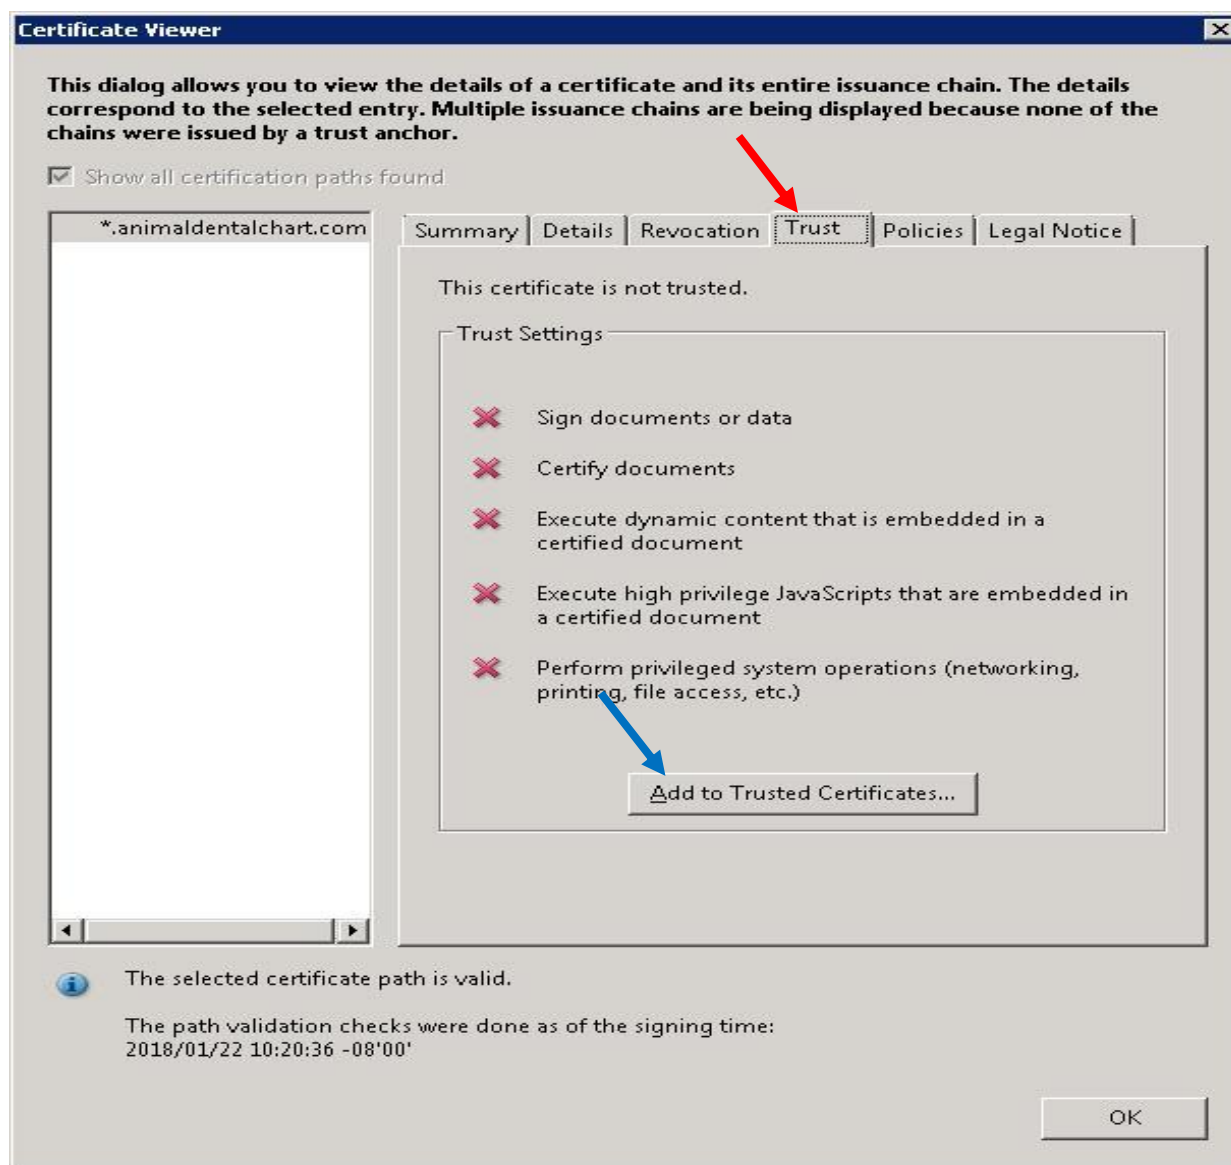 Certificate Viewer
This dialog allows you to view the details of a certificate and its entire issuance chain. The details
correspond to the selected entry. Multiple issuance chains are being displayed because none of the
chains were issued by a trust anchor.
Show all certification paths found
*.animaldentalchart.com
Summary Details Revocation Trust Policies Legal Notice
This certificate is not trusted.
Trust Settings
Sign documents or data
Certify documents
Execute dynamic content that is embedded in a
certified document
Execute high privilege JavaScripts that are embedded in
a certified document
Perform privileged system operations (networking,
printing, file access, etc.)
Add to Trusted Certificates...
The selected certificate path is valid.
The path validation checks were done as of the signing time:
2018/01/22 10:20:36 -08'00'
OK